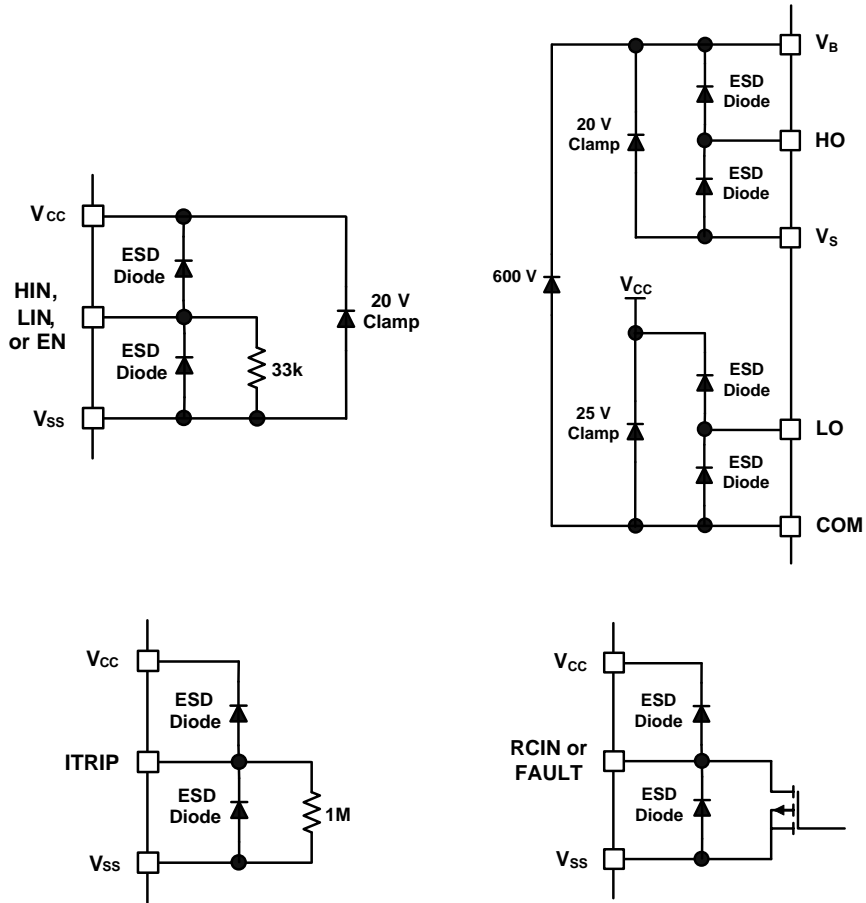 VCC
ESD
Diode
HIN,
LIN,
or EN
ESD
Diode
33k
20 V
Clamp
VSS
VB
ESD
Diode
20 V
Clamp
HO
ESD
Diode
VS
600 V
VCC
ESD
Diode
25 V
Clamp
LO
ESD
Diode
COM
VCC
ESD
Diode
ITRIP
ESD
Diode
1M
VSS
VCC
ESD
Diode
RCIN or
FAULT
ESD
Diode
VSS